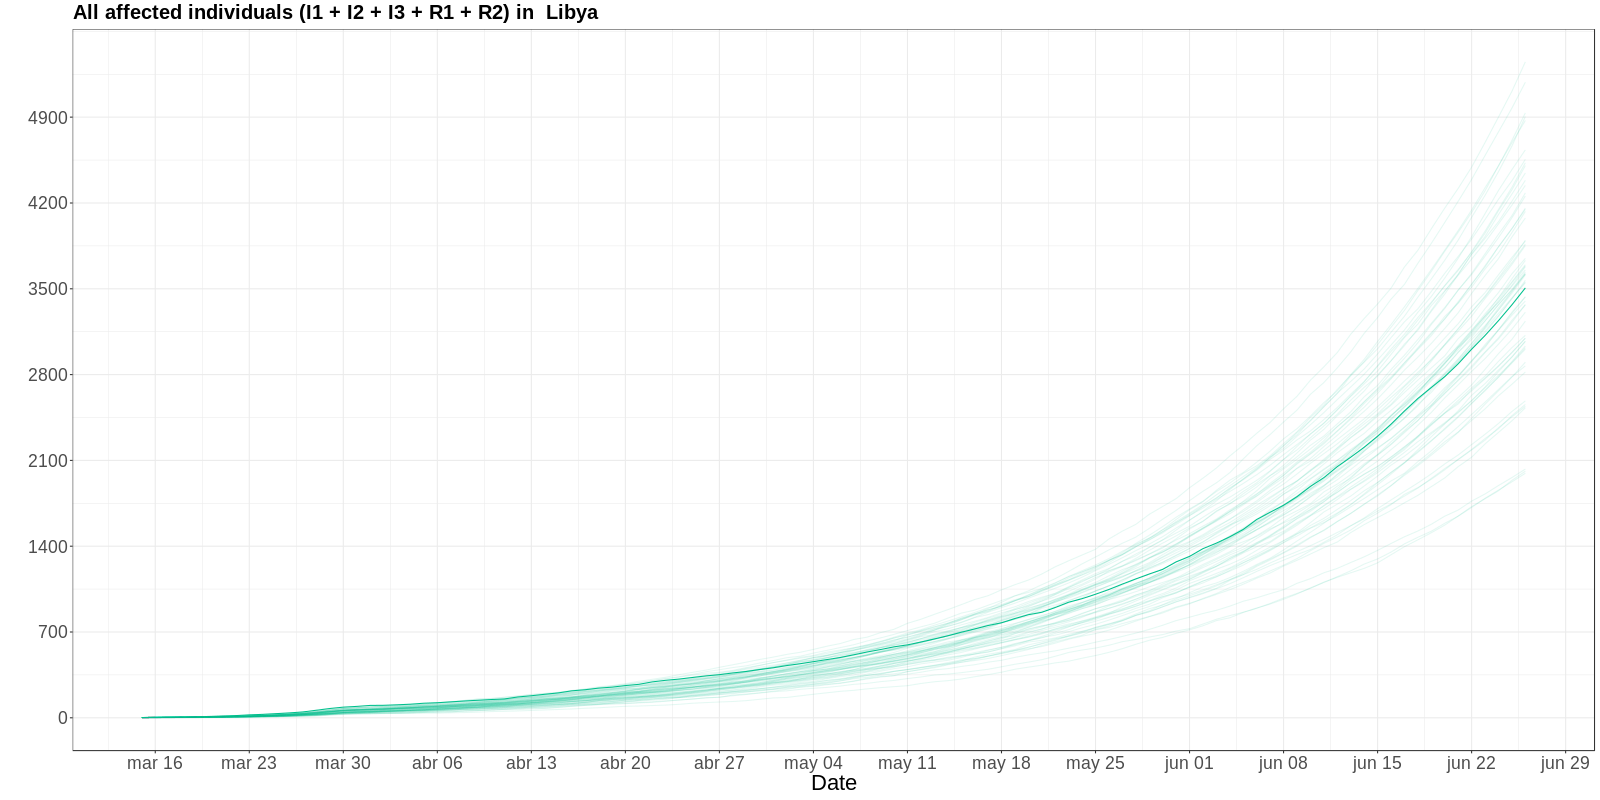 All affected individuals (I1 + I2 + I3 + R1 + R2) in  Libya
4900
4200
3500
2800
2100
1400
700
0
mar 16 mar 23 mar 30 abr 06 abr 13 abr 20 abr 27 may 04 may 11 may 18 may 25 jun 01 jun 08 jun 15 jun 22 jun 29
Date